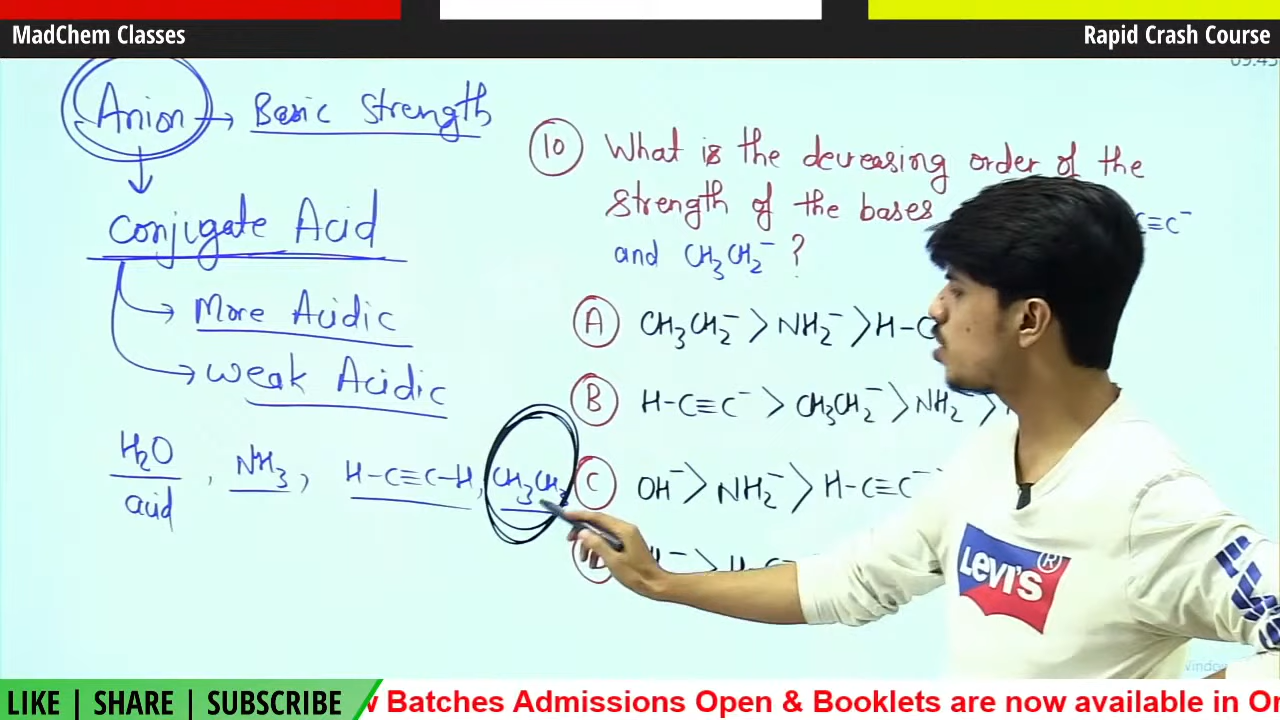 MadChem Classes
Rapid Crash Course
Anion → Basic Strength
Conjugate Acid
→ More Acidic
→ Weak Acidic
H₂O , NH₃ , H-C≡C-H, CH₃CH₃
acid
10 What is the decreasing order of the
strength of the bases ≡C⁻
and CH₃CH₂⁻ ?
A CH₃CH₂⁻ > NH₂⁻ > H-C
B H-C≡C⁻ > CH₃CH₂⁻ > NH₂⁻ >
C OH⁻ > NH₂⁻ > H-C≡C⁻
LEVI'S ®
LIKE | SHARE | SUBSCRIBE
Batches Admissions Open & Booklets are now available in